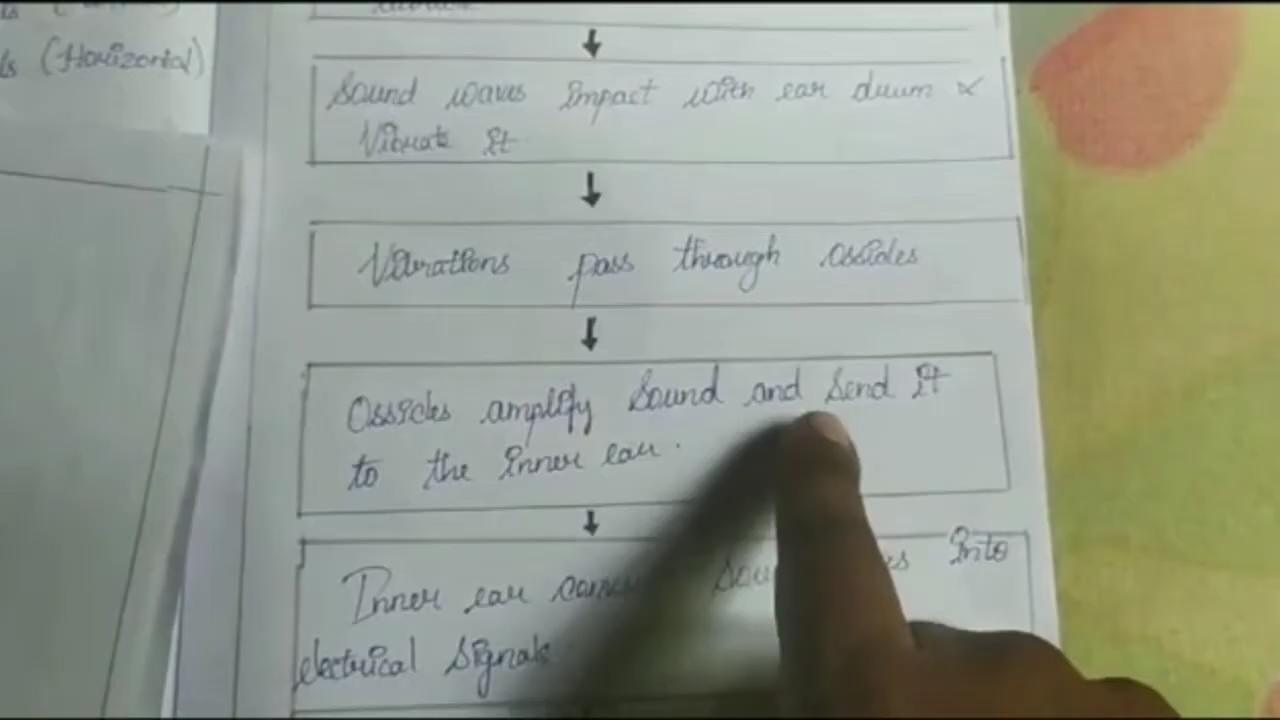 ls (Horizontal)
Sound waves impact with ear drum &
Vibrate it
Vibrations pass through ossicles
Ossicles amplify Sound and Send it
to the inner ear.
Inner ear into
electrical signals